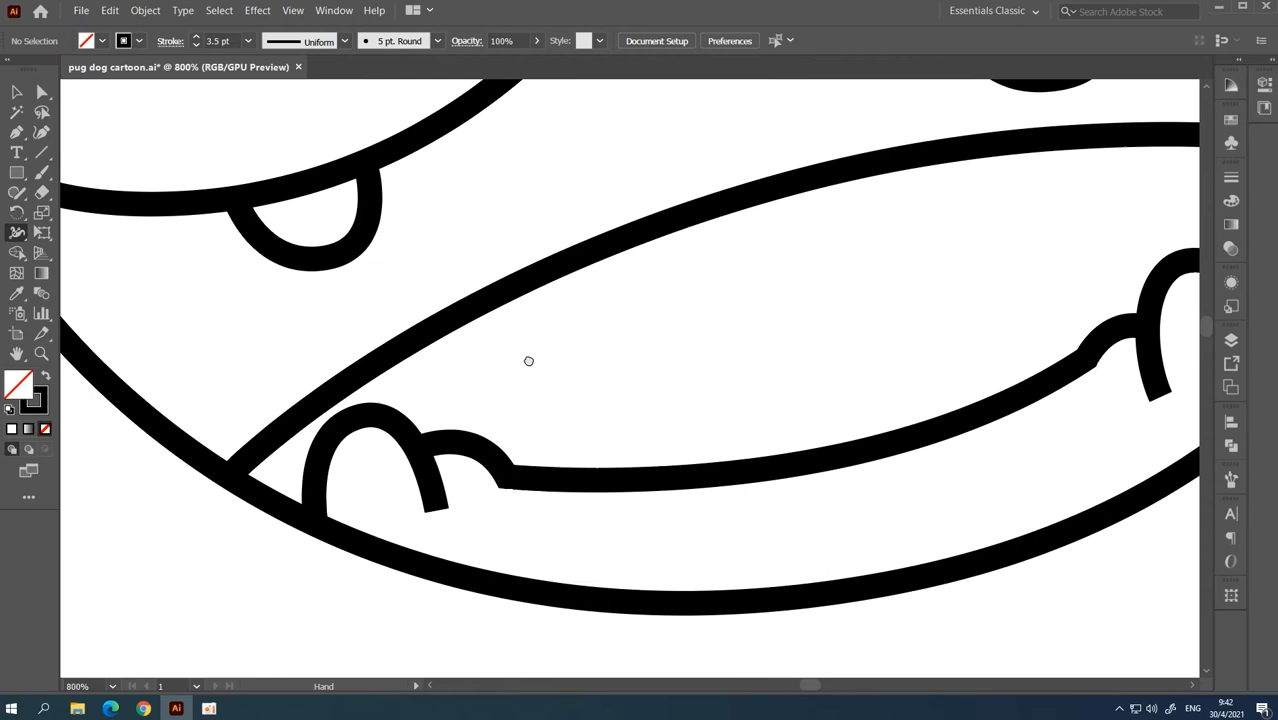 Ai File Edit Object Type Select Effect View Window Help Essentials Classic Search Adobe Stock
No Selection Stroke: 3.5 pt Uniform 5 pt. Round Opacity: 100% Style: Document Setup Preferences
pug dog cartoon.ai* @ 800% (RGB/GPU Preview)
800% 1 Hand
Ai ENG 9:42
30/4/2021